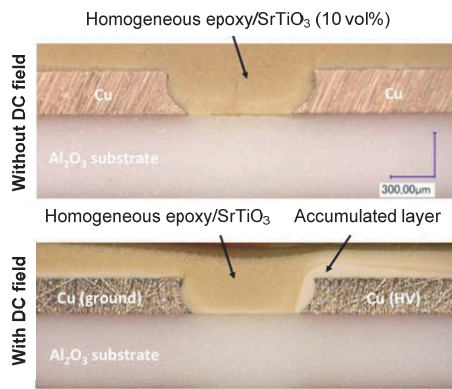 Homogeneous epoxy/SrTiO₃ (10 vol%)
Without DC field
Cu
Cu
Al₂O₃ substrate
300,00µm
Homogeneous epoxy/SrTiO₃
Accumulated layer
With DC field
Cu (ground)
Cu (HV)
Al₂O₃ substrate